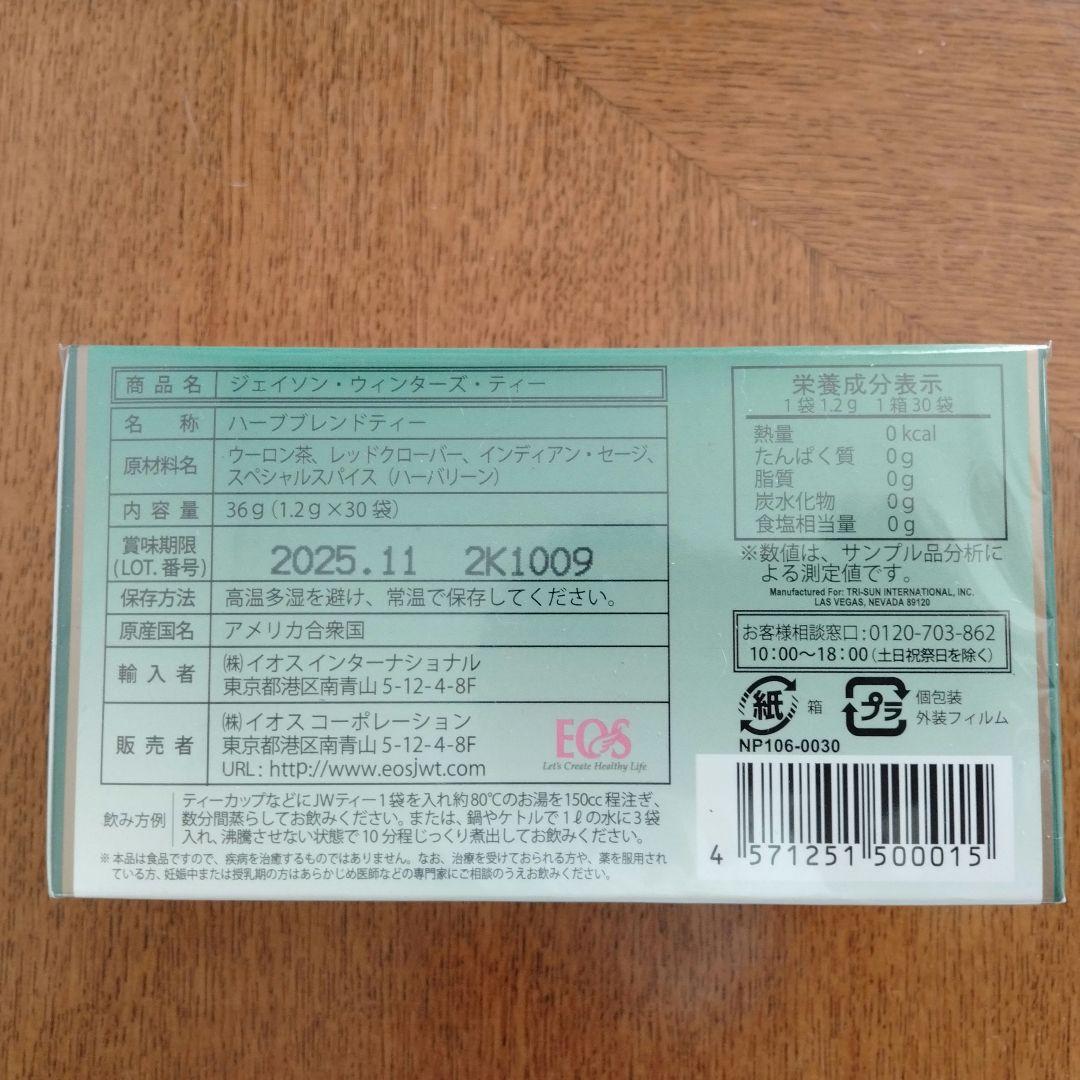 商品名 ジェイソン・ウィンターズ・ティー
名称 ハーブブレンドティー
原材料名 ウーロン茶、レッドクローバー、インディアン・セージ、
スペシャルスパイス（ハーバリーン）
内容量 36g（1.2g×30袋）
賞味期限
(LOT.番号) 2025.11 2K1009
保存方法 高温多湿を避け、常温で保存してください。
原産国名 アメリカ合衆国
輸入者 ㈱イオス インターナショナル
東京都港区南青山 5-12-4-8F
販売者 ㈱イオス コーポレーション
東京都港区南青山 5-12-4-8F
URL : http://www.eosjwt.com
EOS
Let's Create Healthy Life
飲み方例 ティーカップなどにJWティー1袋を入れ約80℃のお湯を150cc程注ぎ、
数分間蒸らしてお飲みください。または、鍋やケトルで1ℓの水に3袋
入れ、沸騰させない状態で10分程じっくり煮出してお飲みください。
※本品は食品ですので、疾病を治癒するものではありません。なお、治療を受けておられる方や、薬を服用され
ている方、妊娠中または授乳期の方はあらかじめ医師などの専門家にご相談のうえお飲みください。
栄養成分表示
1袋1.2g 1箱30袋
熱量 0kcal
たんぱく質 0g
脂質 0g
炭水化物 0g
食塩相当量 0g
※数値は、サンプル品分析に
よる測定値です。
Manufactured For: TRI-SUN INTERNATIONAL, INC.
LAS VEGAS, NEVADA 89120
お客様相談窓口:0120-703-862
10:00〜18:00(土日祝祭日を除く)
紙 箱
プラ 個包装
外装フィルム
NP106-0030
4 571251 500015